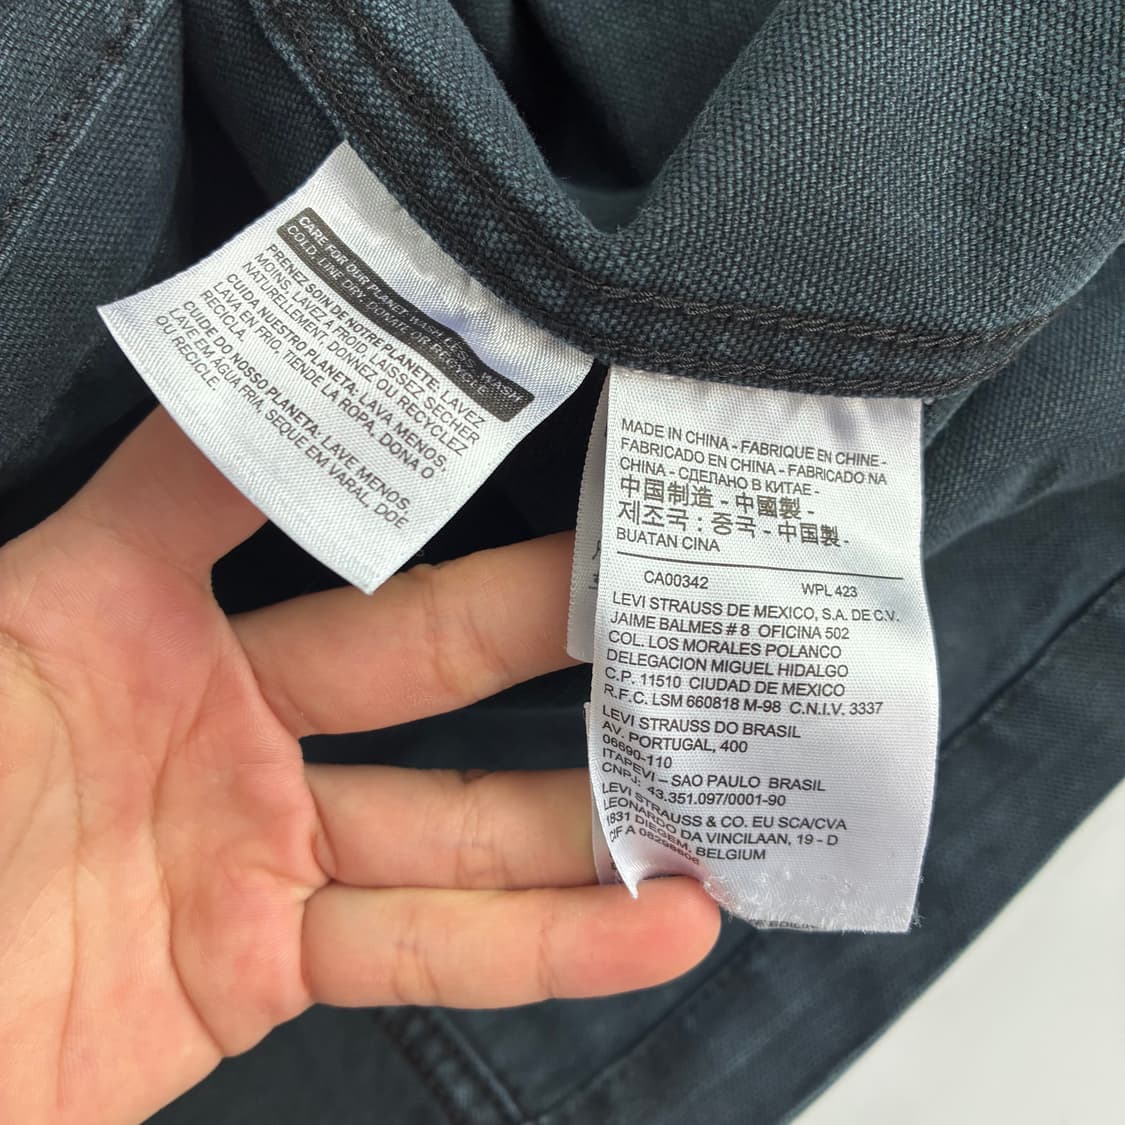 CARE FOR OUR PLANET: WASH LESS, WASH
COLD, LINE DRY, DONATE OR RECYCLE.
PRENEZ SOIN DE NOTRE PLANETE: LAVEZ
MOINS, LAVEZ A FROID, LAISSEZ SECHER
NATURELLEMENT, DONEZ OU RECYCLEZ
CUIDA NUESTRO PLANETA. LAVA MENOS,
LAVA EN FRIO, TIENDE LA ROPA, DONA O
RECICLA.
CUIDE DO NOSSO PLANETA: LAVE MENOS,
LAVE EM ÁGUA FRIA, SEQUE EM VARAL, DOE
OU RECICLE.
MADE IN CHINA - FABRIQUE EN CHINE -
FABRICADO EN CHINA - FABRICADO NA
CHINA - СДЕЛАНО В КИТАЕ -
中国制造 - 中國製 -
제조국 : 중국 - 中国製 -
BUATAN CINA
CA00342 WPL 423
LEVI STRAUSS DE MEXICO, S.A. DE C.V.
JAIME BALMES # 8 OFICINA 502
COL. LOS MORALES POLANCO
DELEGACION MIGUEL HIDALGO
C.P. 11510 CIUDAD DE MEXICO
R.F.C. LSM 660818 M-98 C.N.I.V. 3337
LEVI STRAUSS DO BRASIL
AV. PORTUGAL, 400
06690-110
ITAPEVI – SAO PAULO BRASIL
CNPJ: 43.351.097/0001-90
LEVI STRAUSS & CO. EU SCA/CVA
LEONARDO DA VINCILAAN, 19 - D
1831 DIEGEM, BELGIUM
CIF A 08298606